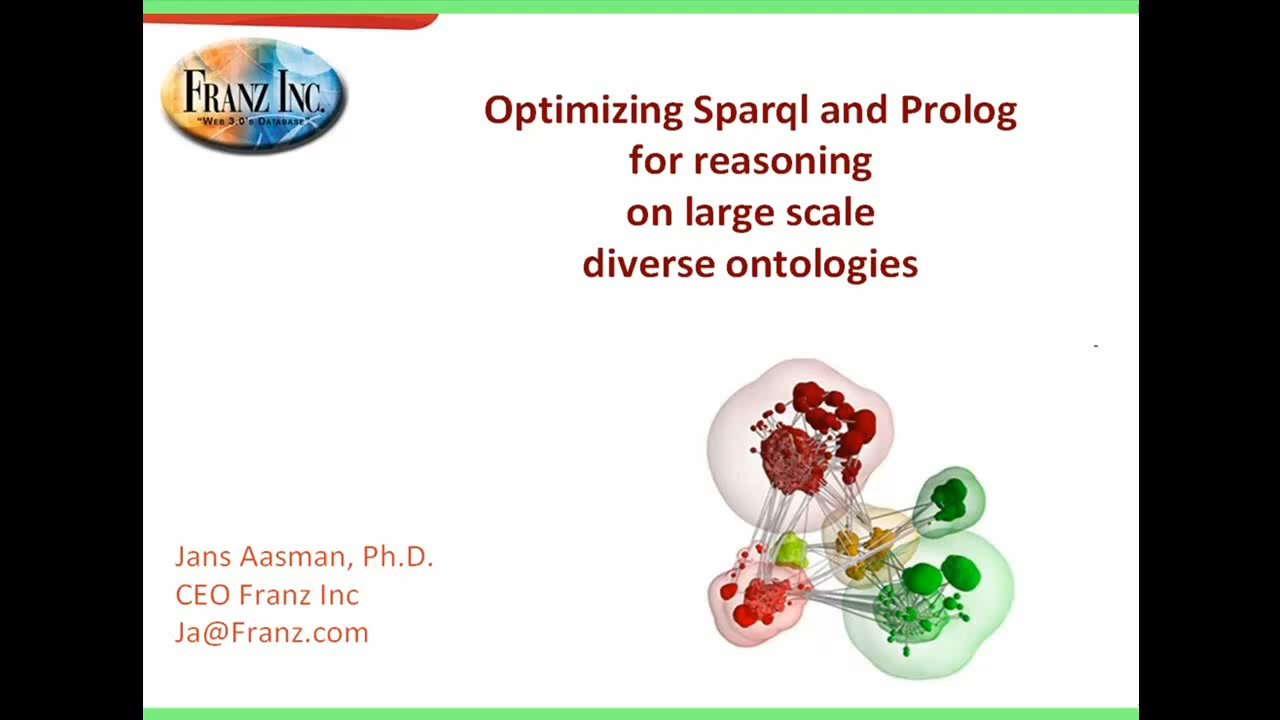 FRANZ INC.
"WEB 3.0'S DATABASE"
Optimizing Sparql and Prolog
for reasoning
on large scale
diverse ontologies
Jans Aasman, Ph.D.
CEO Franz Inc
Ja@Franz.com